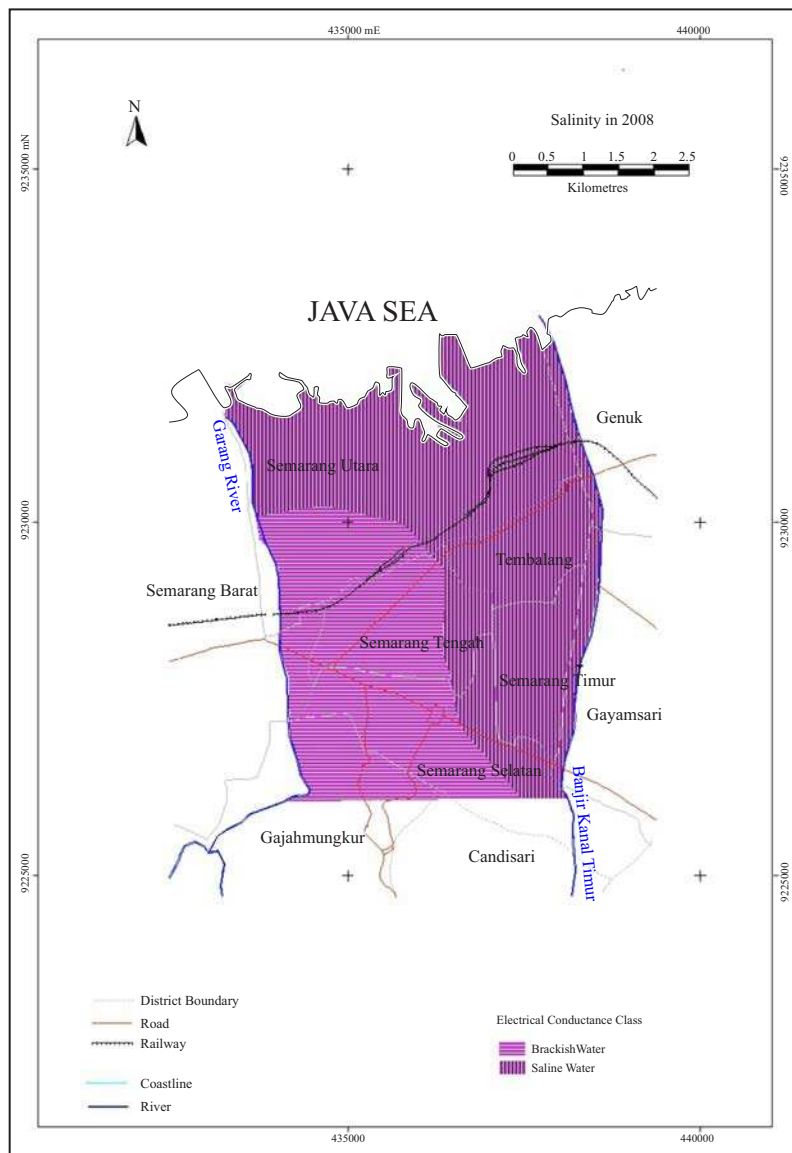 435000 mE
440000
N
Salinity in 2008
0 0.5 1 1.5 2 2.5
Kilometres
9235000 mN
9235000
JAVA SEA
Genuk
Garang River
Semarang Utara
9230000
9230000
Tembalang
Semarang Barat
Semarang Tengah
Semarang Timur
Gayamsari
Semarang Selatan
Banjir Kanal Timur
Gajahmungkur
Candisari
9225000
9225000
District Boundary
Road
Railway
Coastline
River
Electrical Conductance Class
BrackishWater
Saline Water
435000
440000